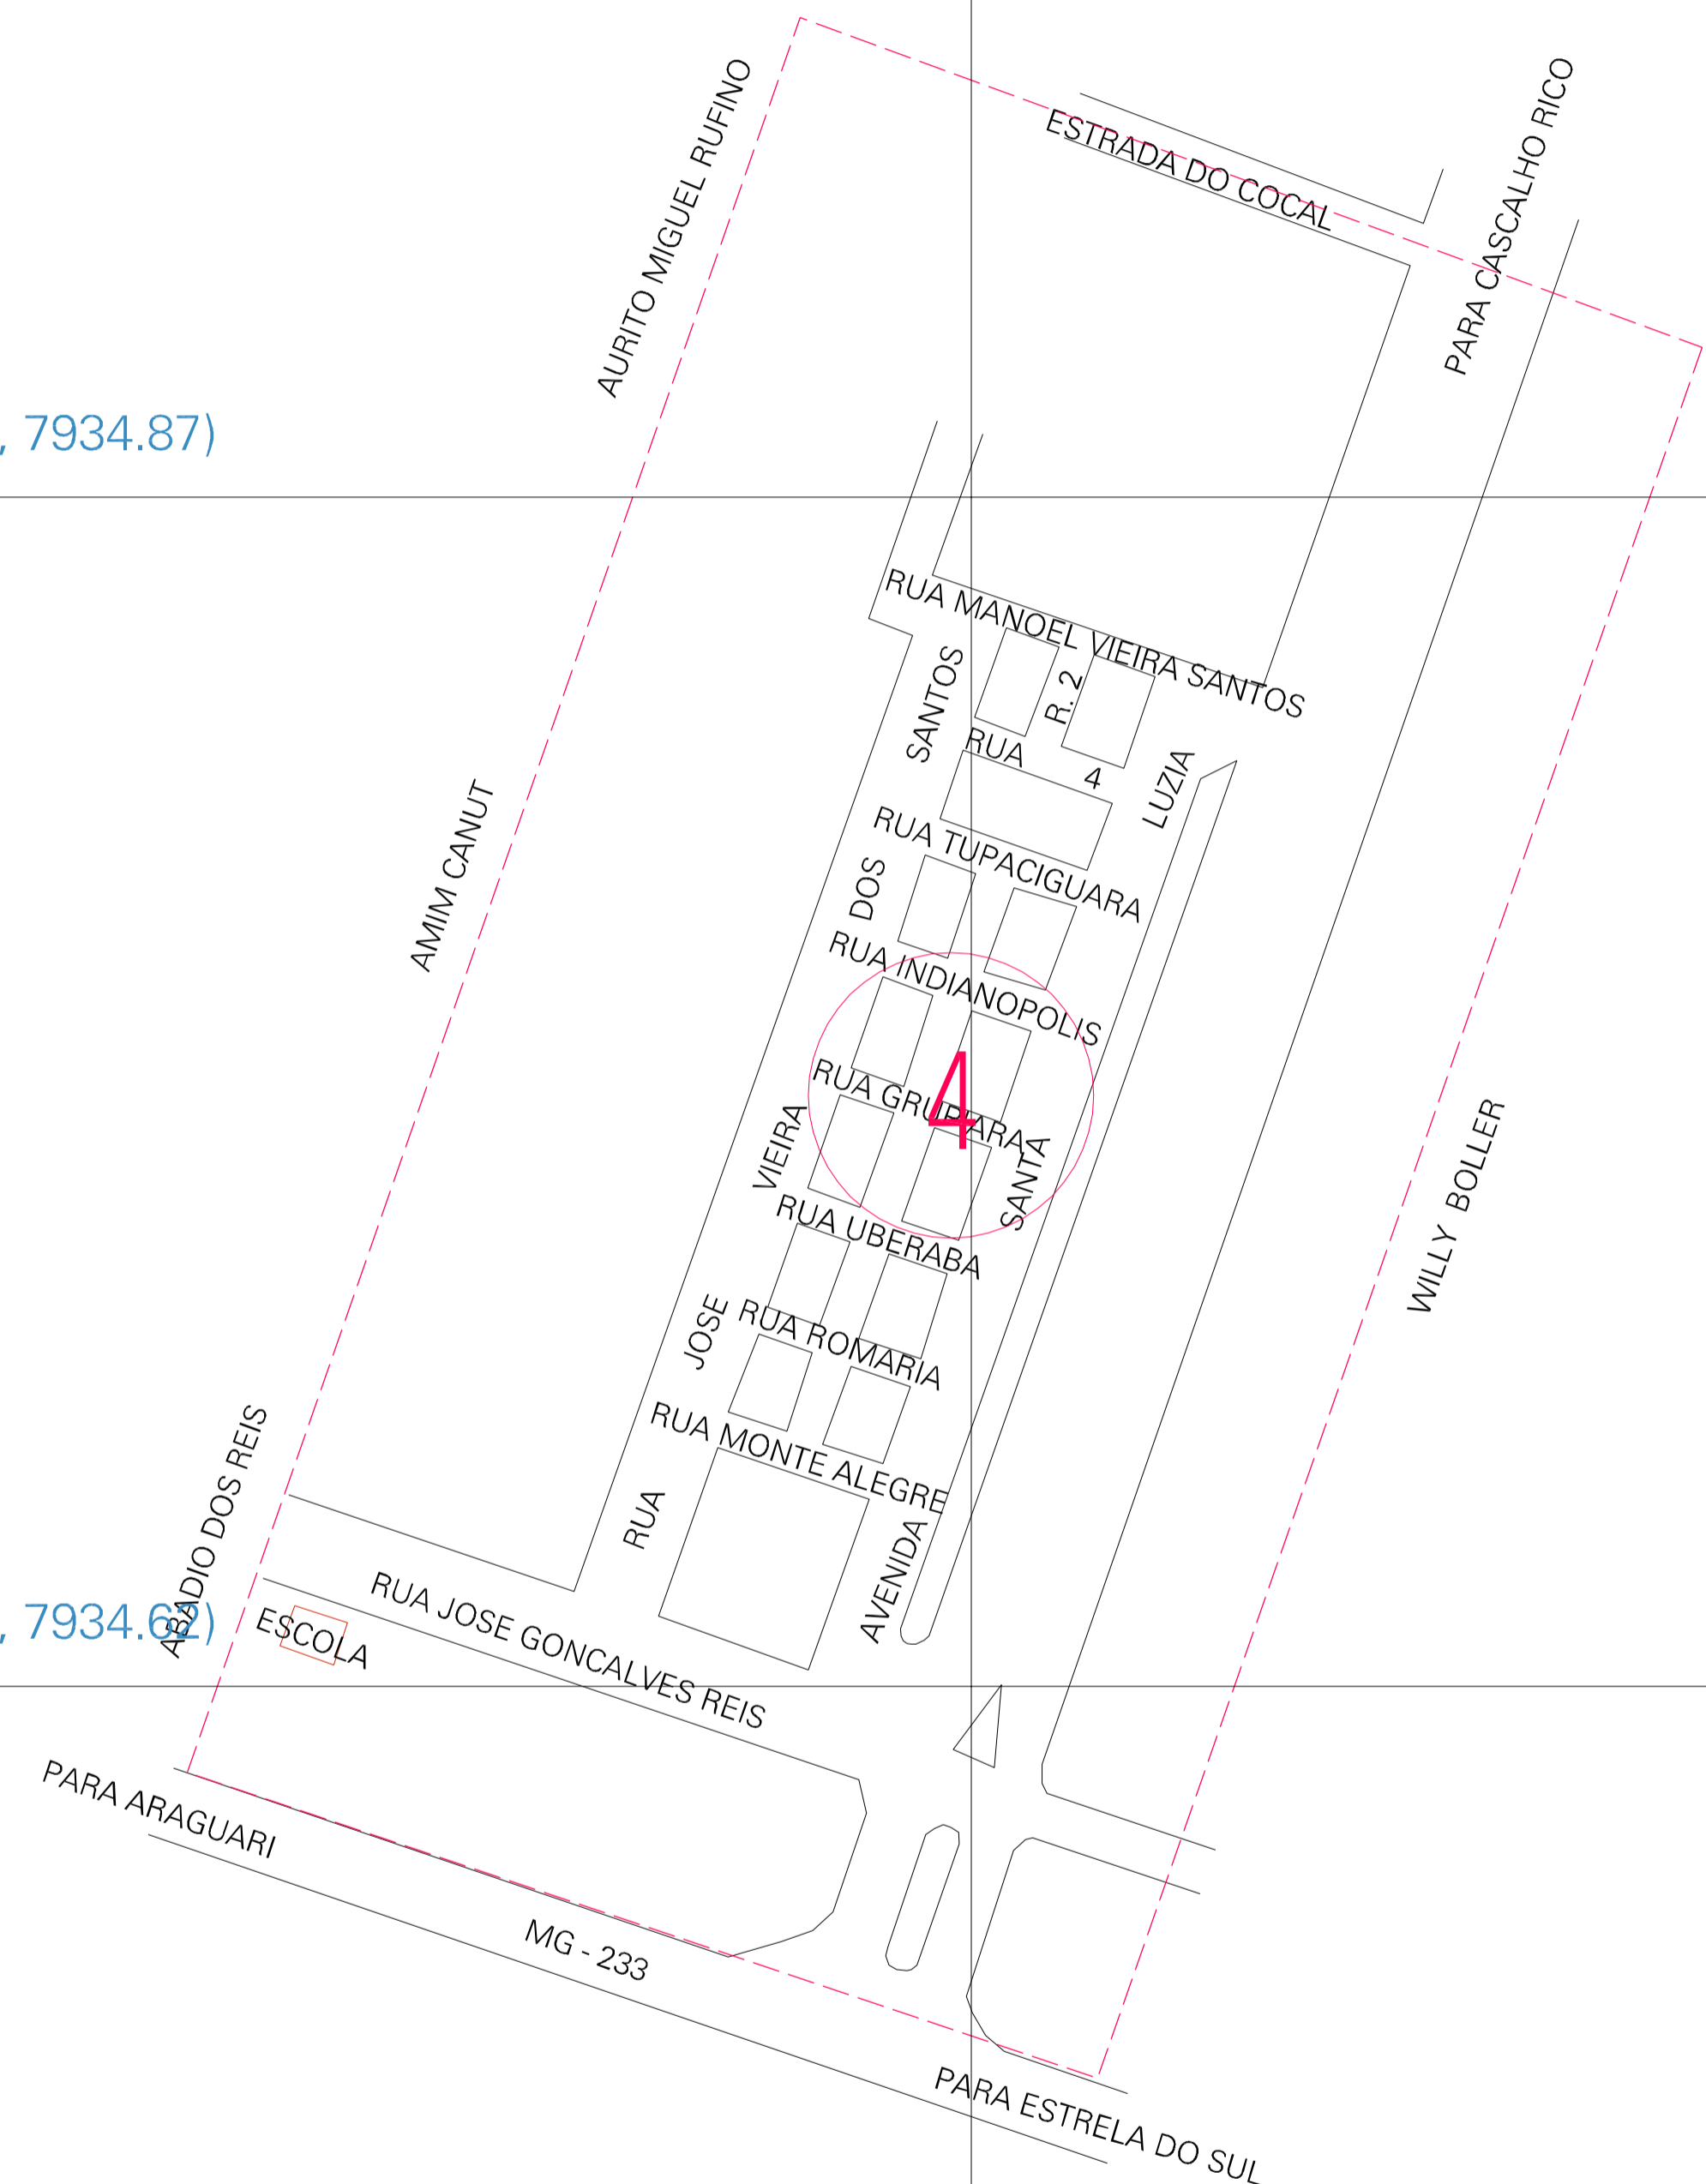 AURITO MIGUEL RUFINO
ESTRADA DO COCAL
PARA CASCALHO RICO
, 7934.87)
RUA MANOEL VIEIRA SANTOS
R. 2
RUA 4
RUA TUPACIGUARA
RUA INDIANOPOLIS
RUA GRUPIARA
4
RUA UBERABA
RUA ROMARIA
RUA MONTE ALEGRE
RUA JOSE VIEIRA DOS SANTOS
AVENIDA SANTA LUZIA
AMIM CANUT
WILLY BOLLER
ABADIO DOS REIS
, 7934.62)
ESCOLA
RUA JOSE GONCALVES REIS
PARA ARAGUARI
MG - 233
PARA ESTRELA DO SUL